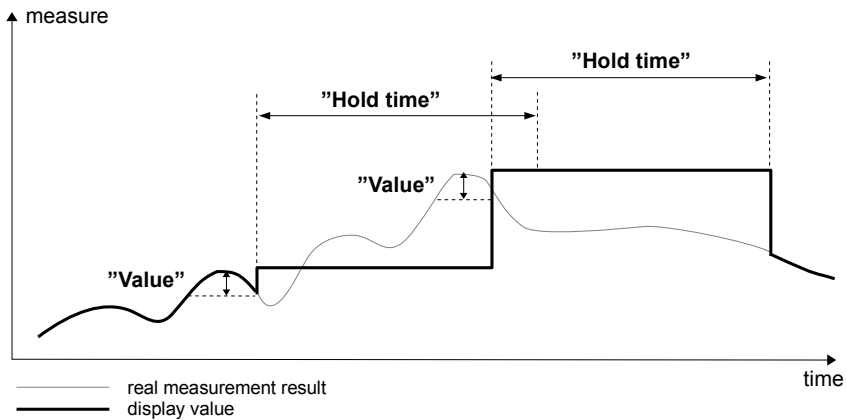 measure
”Hold time”
”Hold time”
”Value”
”Value”
time
real measurement result
display value